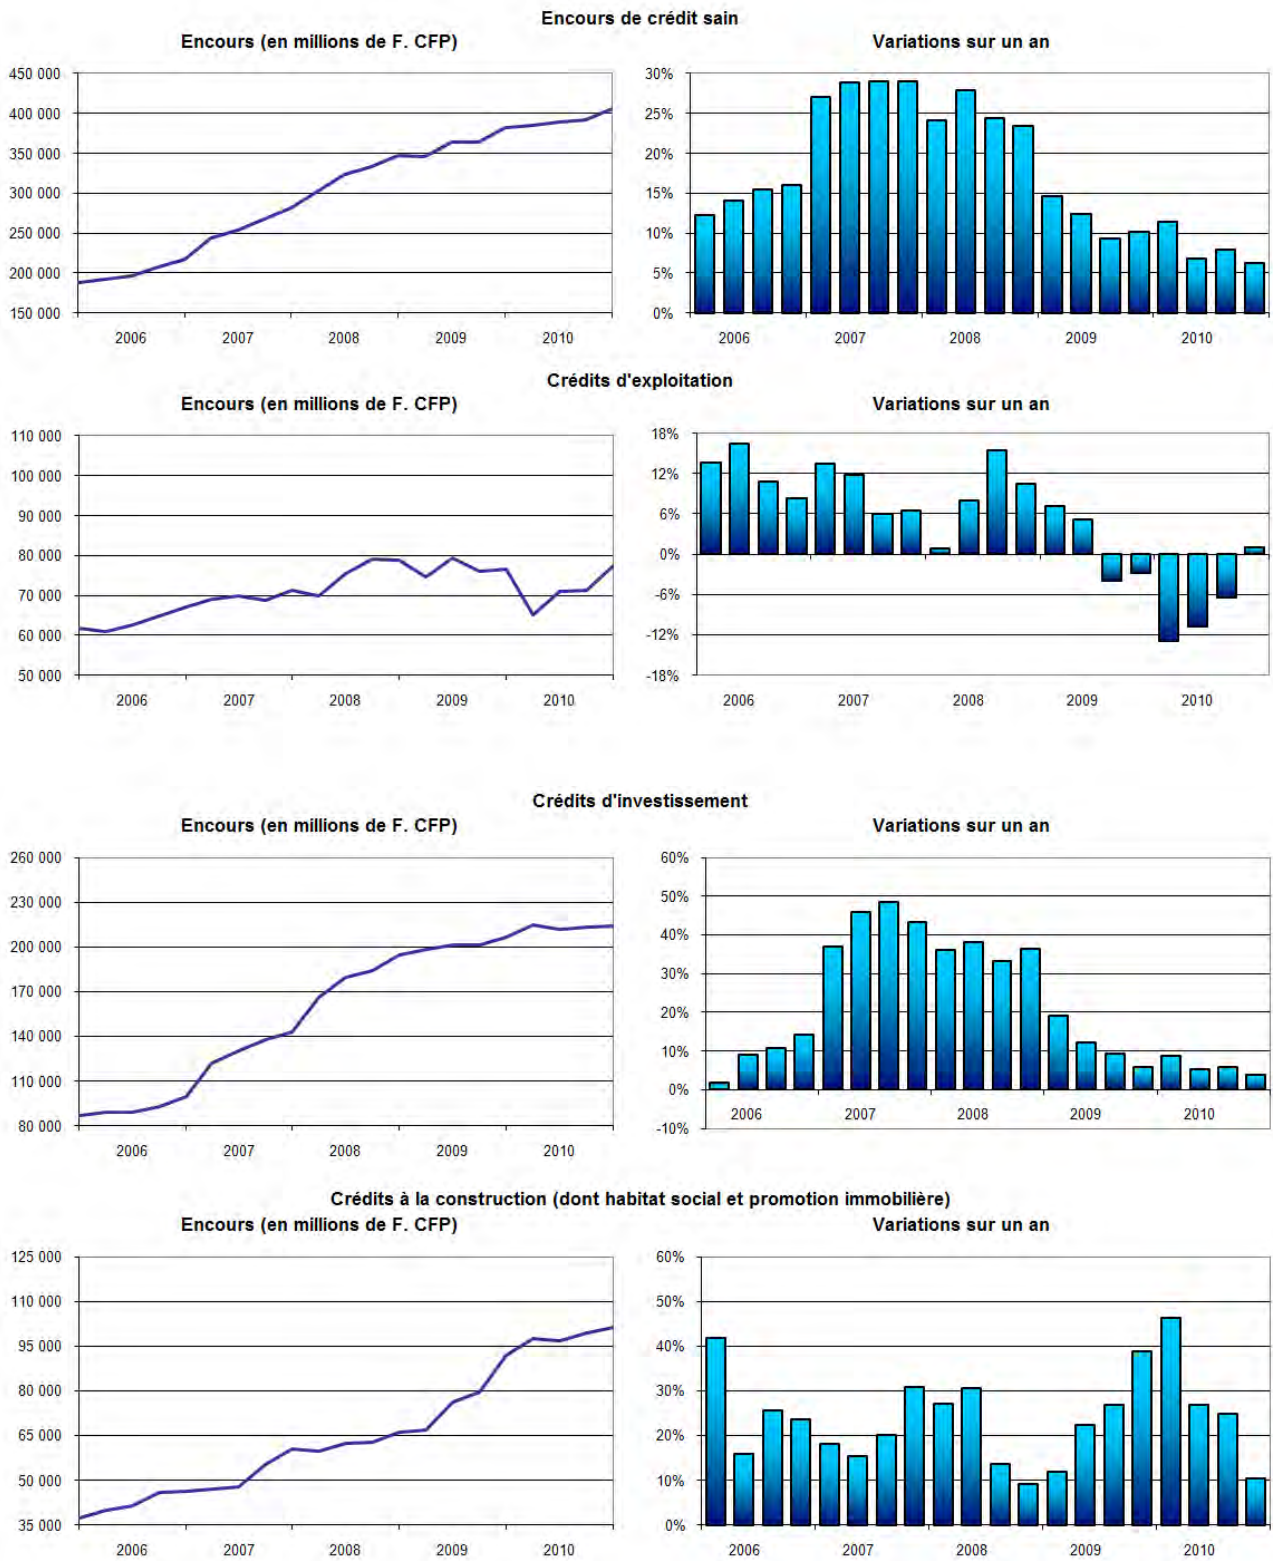 Encours de crédit sain
Encours (en millions de F. CFP)
450 000
400 000
350 000
300 000
250 000
200 000
150 000
2006 2007 2008 2009 2010
Variations sur un an
30%
25%
20%
15%
10%
5%
0%
2006 2007 2008 2009 2010
Crédits d'exploitation
Encours (en millions de F. CFP)
110 000
100 000
90 000
80 000
70 000
60 000
50 000
2006 2007 2008 2009 2010
Variations sur un an
18%
12%
6%
0%
-6%
-12%
-18%
2006 2007 2008 2009 2010
Crédits d'investissement
Encours (en millions de F. CFP)
260 000
230 000
200 000
170 000
140 000
110 000
80 000
2006 2007 2008 2009 2010
Variations sur un an
60%
50%
40%
30%
20%
10%
0%
-10%
2006 2007 2008 2009 2010
Crédits à la construction (dont habitat social et promotion immobilière)
Encours (en millions de F. CFP)
125 000
110 000
95 000
80 000
65 000
50 000
35 000
2006 2007 2008 2009 2010
Variations sur un an
60%
50%
40%
30%
20%
10%
0%
2006 2007 2008 2009 2010